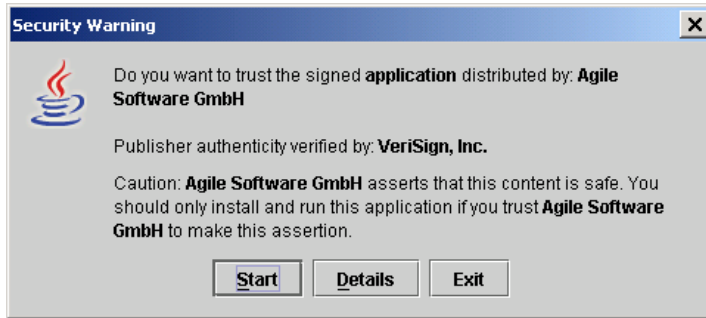 Security Warning
Do you want to trust the signed application distributed by: Agile
Software GmbH
Publisher authenticity verified by: VeriSign, Inc.
Caution: Agile Software GmbH asserts that this content is safe. You
should only install and run this application if you trust Agile Software
GmbH to make this assertion.
Start Details Exit